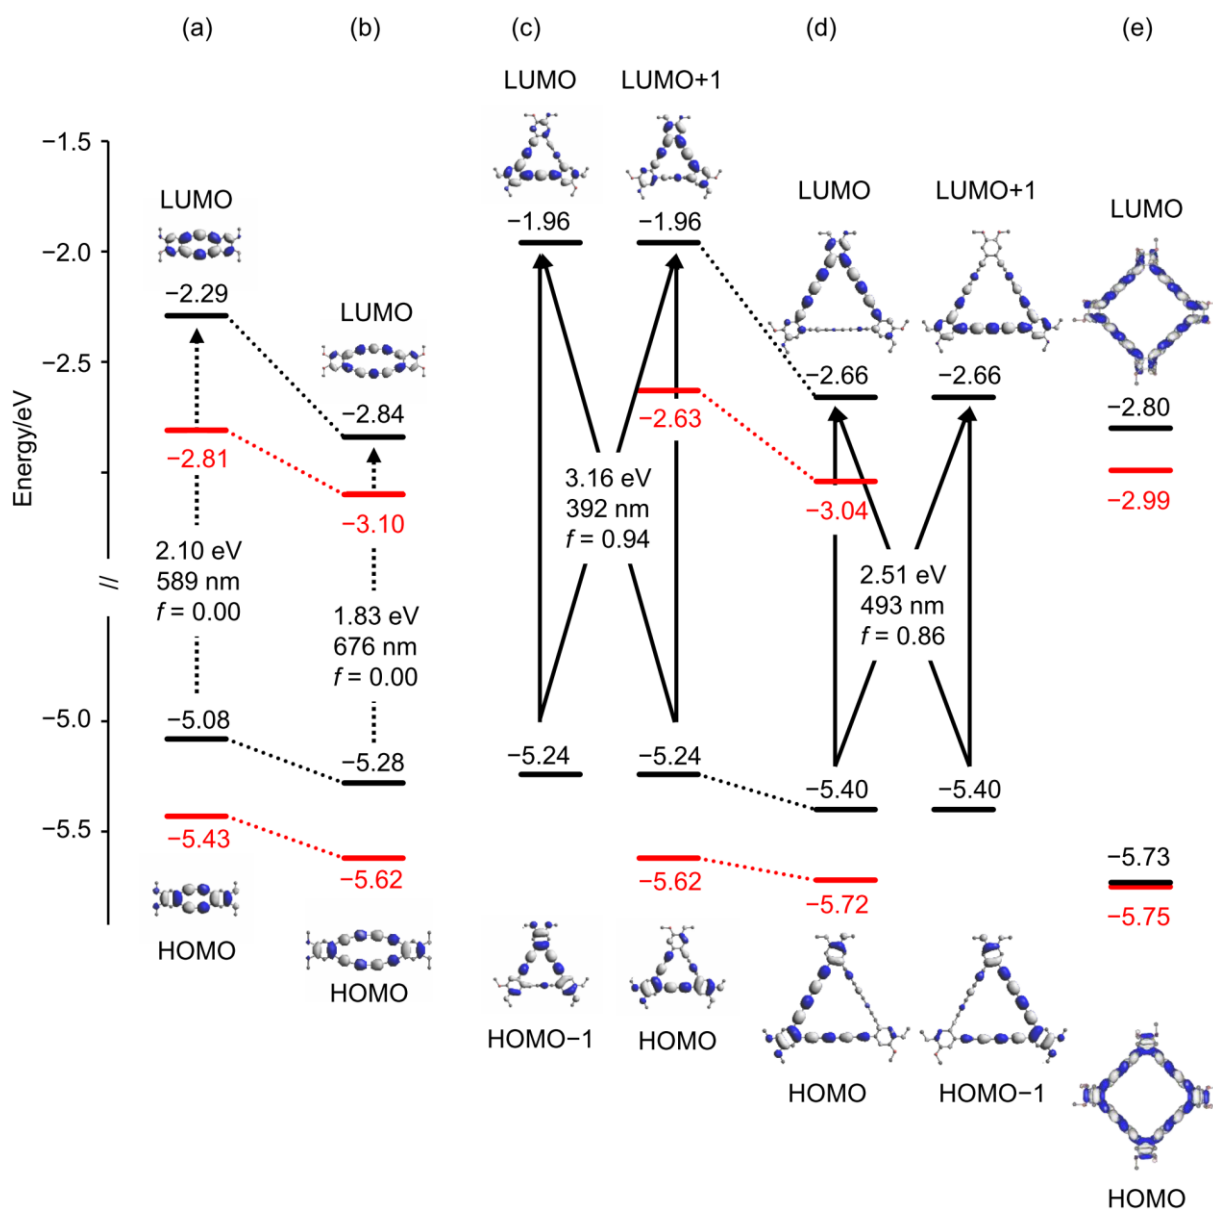 (a)
(b)
(c)
(d)
(e)
LUMO
LUMO+1
−1.5
LUMO
LUMO
LUMO+1
LUMO
−1.96
−1.96
−2.0
−2.29
LUMO
−2.5
−2.66
−2.66
−2.84
−2.63
−2.80
−2.81
−3.10
−3.04
−2.99
Energy/eV
3.16 eV
392 nm
f = 0.94
2.10 eV
589 nm
f = 0.00
//
2.51 eV
493 nm
f = 0.86
1.83 eV
676 nm
f = 0.00
−5.0
−5.08
−5.28
−5.24
−5.24
−5.40
−5.40
−5.5
−5.43
−5.62
−5.62
−5.72
−5.73
−5.75
HOMO
HOMO
HOMO−1
HOMO
HOMO
HOMO−1
HOMO